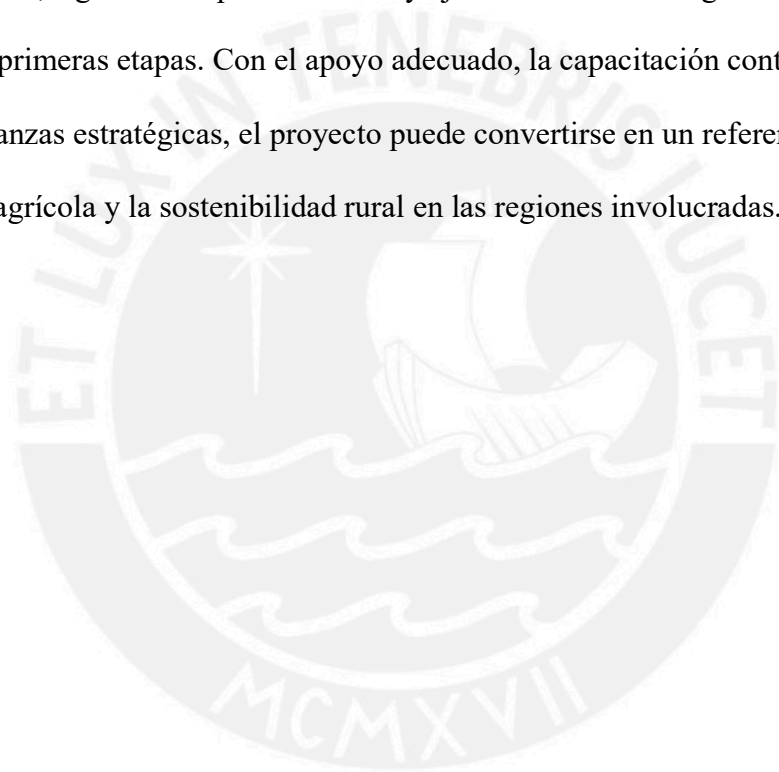 primeras etapas. Con el apoyo adecuado, la capacitación cont
anzas estratégicas, el proyecto puede convertirse en un refere
agrícola y la sostenibilidad rural en las regiones involucradas.
ET LUX IN TENEBRIS LUCET
MCMXVII